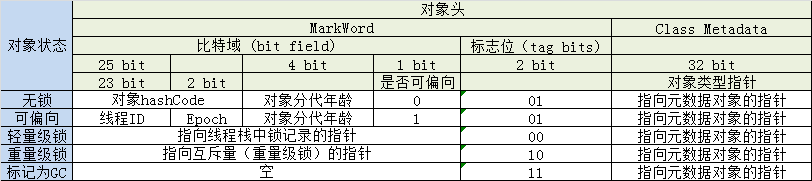 对象状态 对象头
MarkWord Class Metadata
比特域 (bit field) 标志位 (tag bits)
25 bit 4 bit 1 bit 2 bit 32 bit
23 bit 2 bit 是否可偏向 对象类型指针
无锁 对象hashCode 对象分代年龄 0 01 指向元数据对象的指针
可偏向 线程ID Epoch 对象分代年龄 1 01 指向元数据对象的指针
轻量级锁 指向线程栈中锁记录的指针 00 指向元数据对象的指针
重量级锁 指向互斥量（重量级锁）的指针 10 指向元数据对象的指针
标记为GC 空 11 指向元数据对象的指针